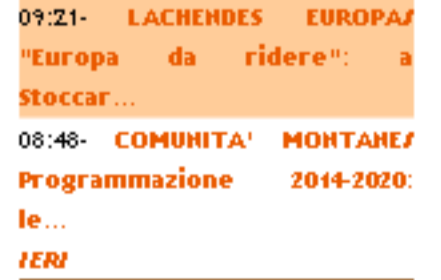 09:21- LACHENDES EUROPA/
"Europa da ridere": a
Stoccar...
08:48- COMUNITA' MONTANE/
Programmazione 2014-2020:
le...
IERI